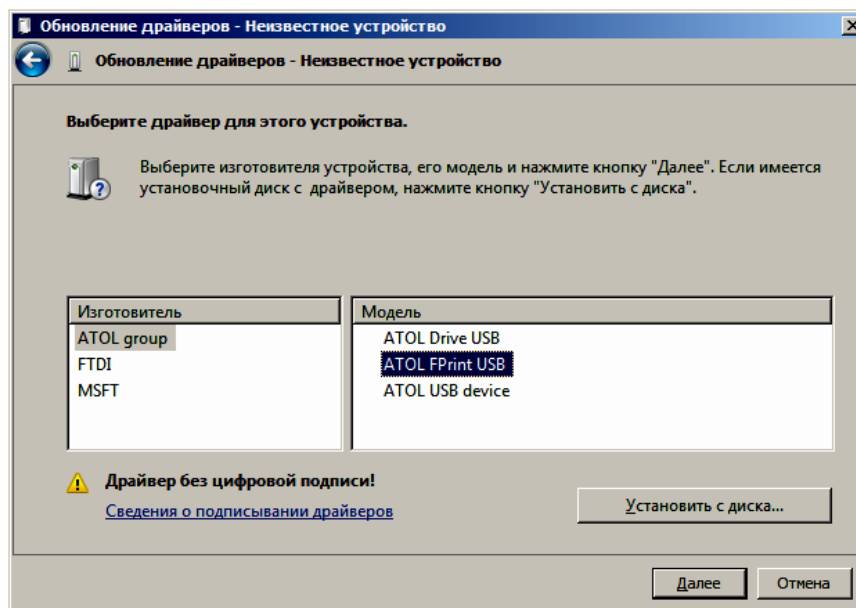 Обновление драйверов - Неизвестное устройство
Обновление драйверов - Неизвестное устройство
Выберите драйвер для этого устройства.
Выберите изготовителя устройства, его модель и нажмите кнопку "Далее". Если имеется
установочный диск с драйвером, нажмите кнопку "Установить с диска".
Изготовитель
ATOL group
FTDI
MSFT
Модель
ATOL Drive USB
ATOL FPrint USB
ATOL USB device
Драйвер без цифровой подписи!
Сведения о подписывании драйверов
Установить с диска...
Далее
Отмена